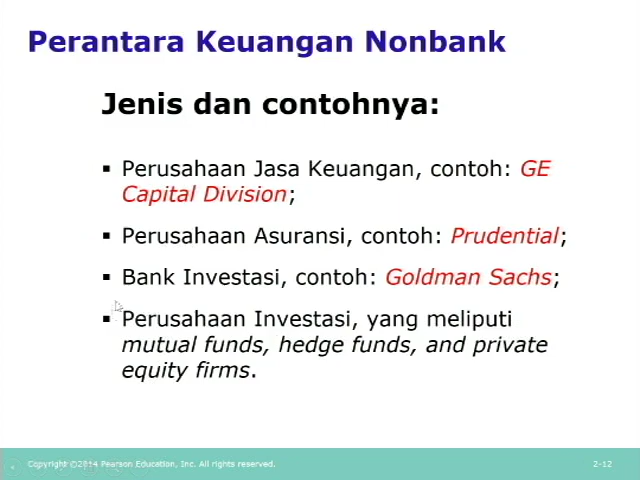 Perantara Keuangan Nonbank
Jenis dan contohnya:
▪ Perusahaan Jasa Keuangan, contoh: GE
Capital Division;
▪ Perusahaan Asuransi, contoh: Prudential;
▪ Bank Investasi, contoh: Goldman Sachs;
▪ Perusahaan Investasi, yang meliputi
mutual funds, hedge funds, and private
equity firms.
Copyright ©2014 Pearson Education, Inc. All rights reserved.
2-12